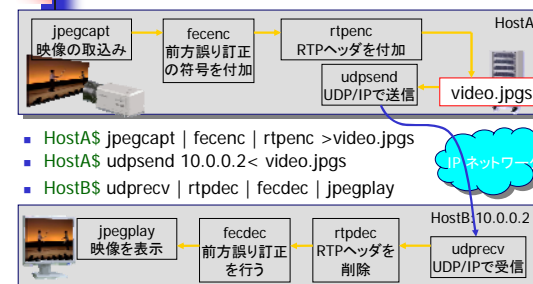 HostA
jpegcapt
映像の取込み
fecenc
前方誤り訂正
の符号を付加
rtpenc
RTPヘッダを付加
udpsend
UDP/IPで送信
video.jpgs
HostA$ jpegcapt | fecenc | rtpenc >video.jpgs
HostA$ udpsend 10.0.0.2< video.jpgs
HostB$ udprecv | rtpdec | fecdec | jpegplay
IPネットワーク
HostB:10.0.0.2
jpegplay
映像を表示
fecdec
前方誤り訂正
を行う
rtpdec
RTPヘッダを
削除
udprecv
UDP/IPで受信